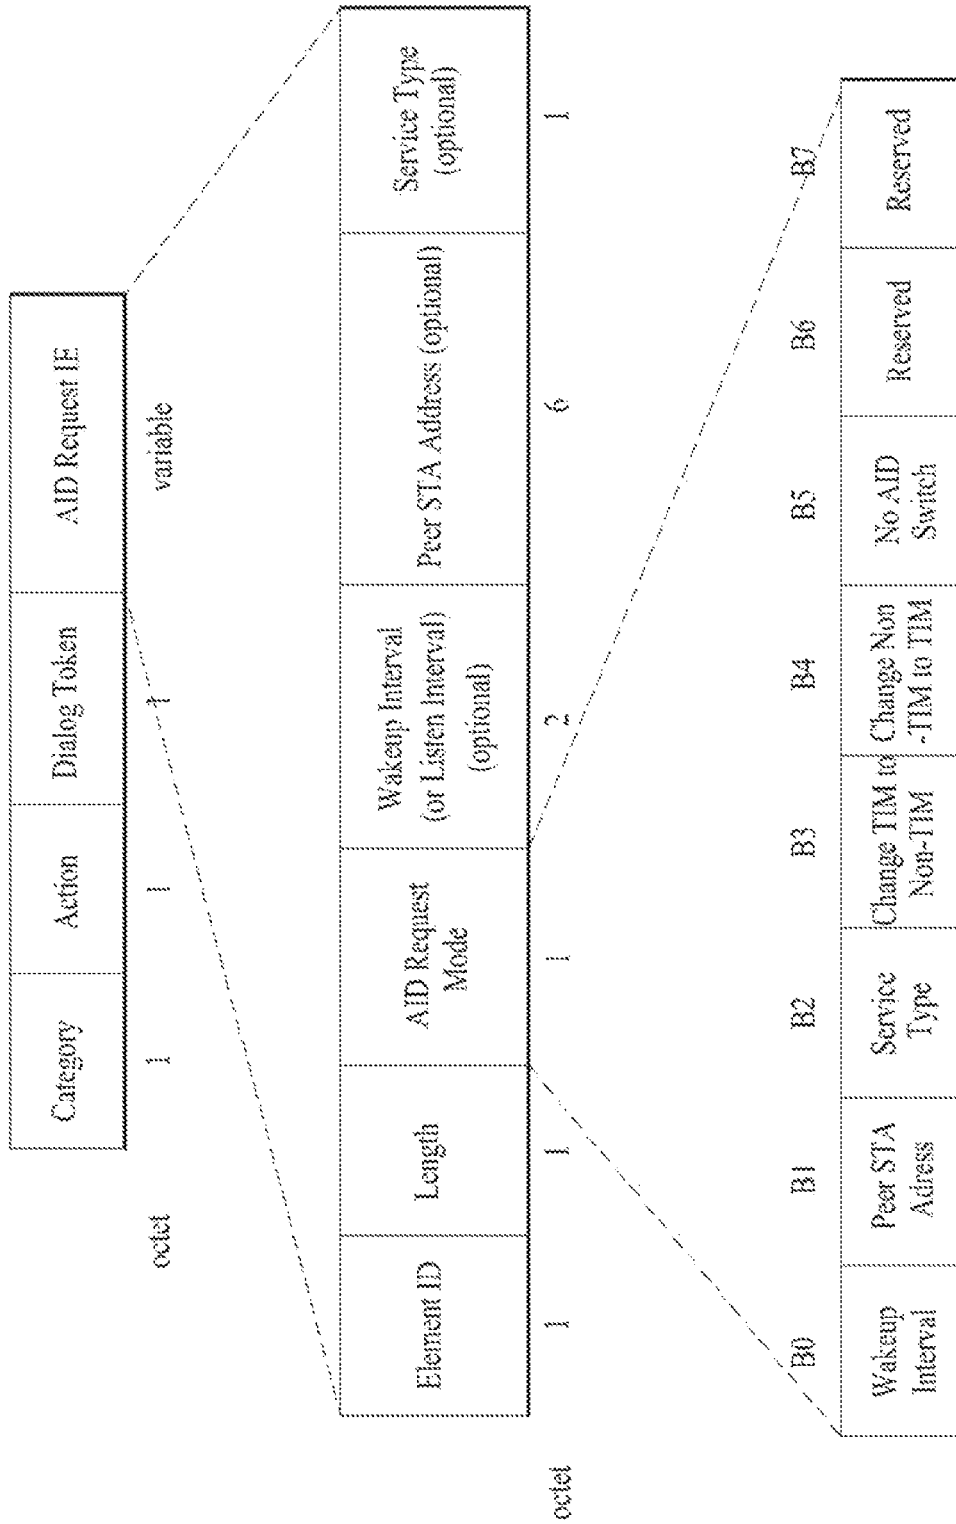 Category
Action
Dialog Token
AID Request IE
octet
1
1
1
variable
Element ID
Length
AID Request
Mode
Wakeup Interval
(or Listen Interval)
(optional)
Peer STA Address (optional)
Service Type
(optional)
octet
1
1
1
2
6
1
B0
B1
B2
B3
B4
B5
B6
B7
Wakeup
Interval
Peer STA
Adress
Service
Type
Change TIM to
Non-TIM
Change Non
-TIM to TIM
No AID
Switch
Reserved
Reserved